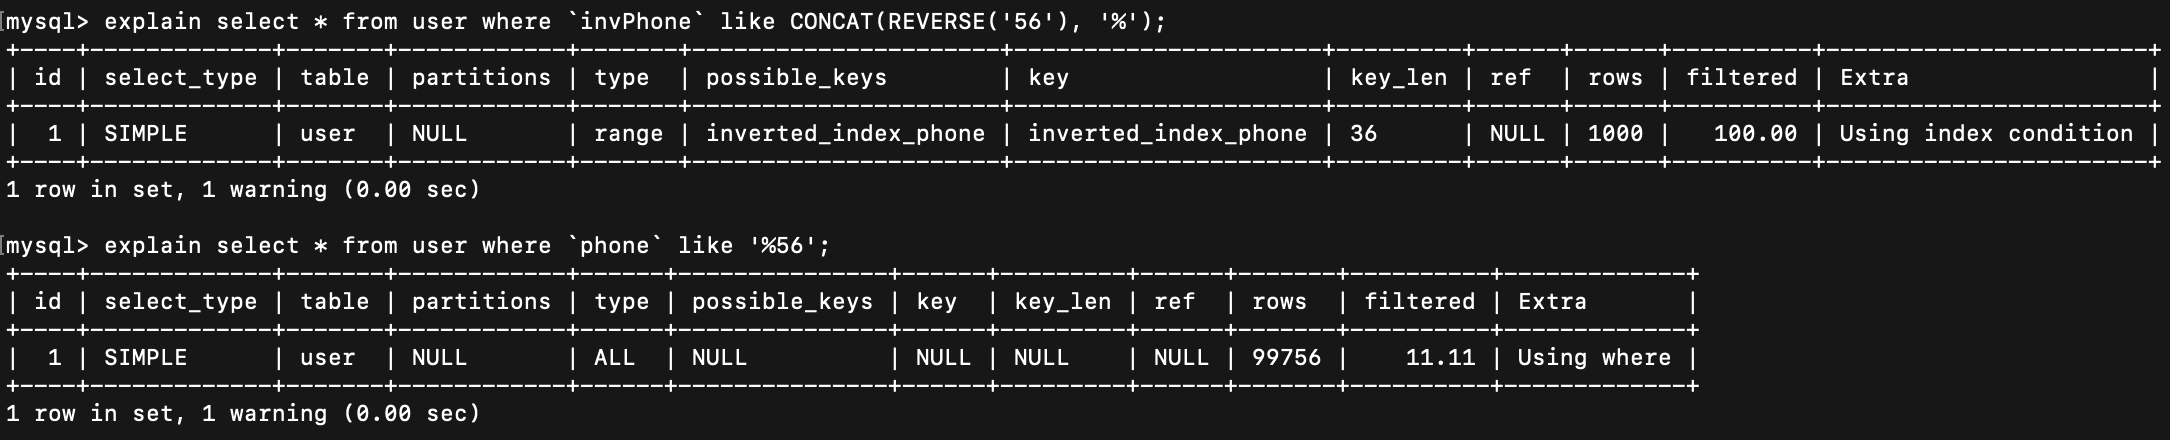 mysql> explain select * from user where `invPhone` like CONCAT(REVERSE('56'), '%');
+----+-------------+-------+------------+-------+----------------------+----------------------+---------+------+------+----------+-----------------------+
| id | select_type | table | partitions | type  | possible_keys        | key                  | key_len | ref  | rows | filtered | Extra                 |
+----+-------------+-------+------------+-------+----------------------+----------------------+---------+------+------+----------+-----------------------+
|  1 | SIMPLE      | user  | NULL       | range | inverted_index_phone | inverted_index_phone | 36      | NULL | 1000 |   100.00 | Using index condition |
+----+-------------+-------+------------+-------+----------------------+----------------------+---------+------+------+----------+-----------------------+
1 row in set, 1 warning (0.00 sec)
mysql> explain select * from user where `phone` like '%56';
+----+-------------+-------+------------+------+---------------+------+---------+------+-------+----------+-------------+
| id | select_type | table | partitions | type | possible_keys | key  | key_len | ref  | rows  | filtered | Extra       |
+----+-------------+-------+------------+------+---------------+------+---------+------+-------+----------+-------------+
|  1 | SIMPLE      | user  | NULL       | ALL  | NULL          | NULL | NULL    | NULL | 99756 |    11.11 | Using where |
+----+-------------+-------+------------+------+---------------+------+---------+------+-------+----------+-------------+
1 row in set, 1 warning (0.00 sec)